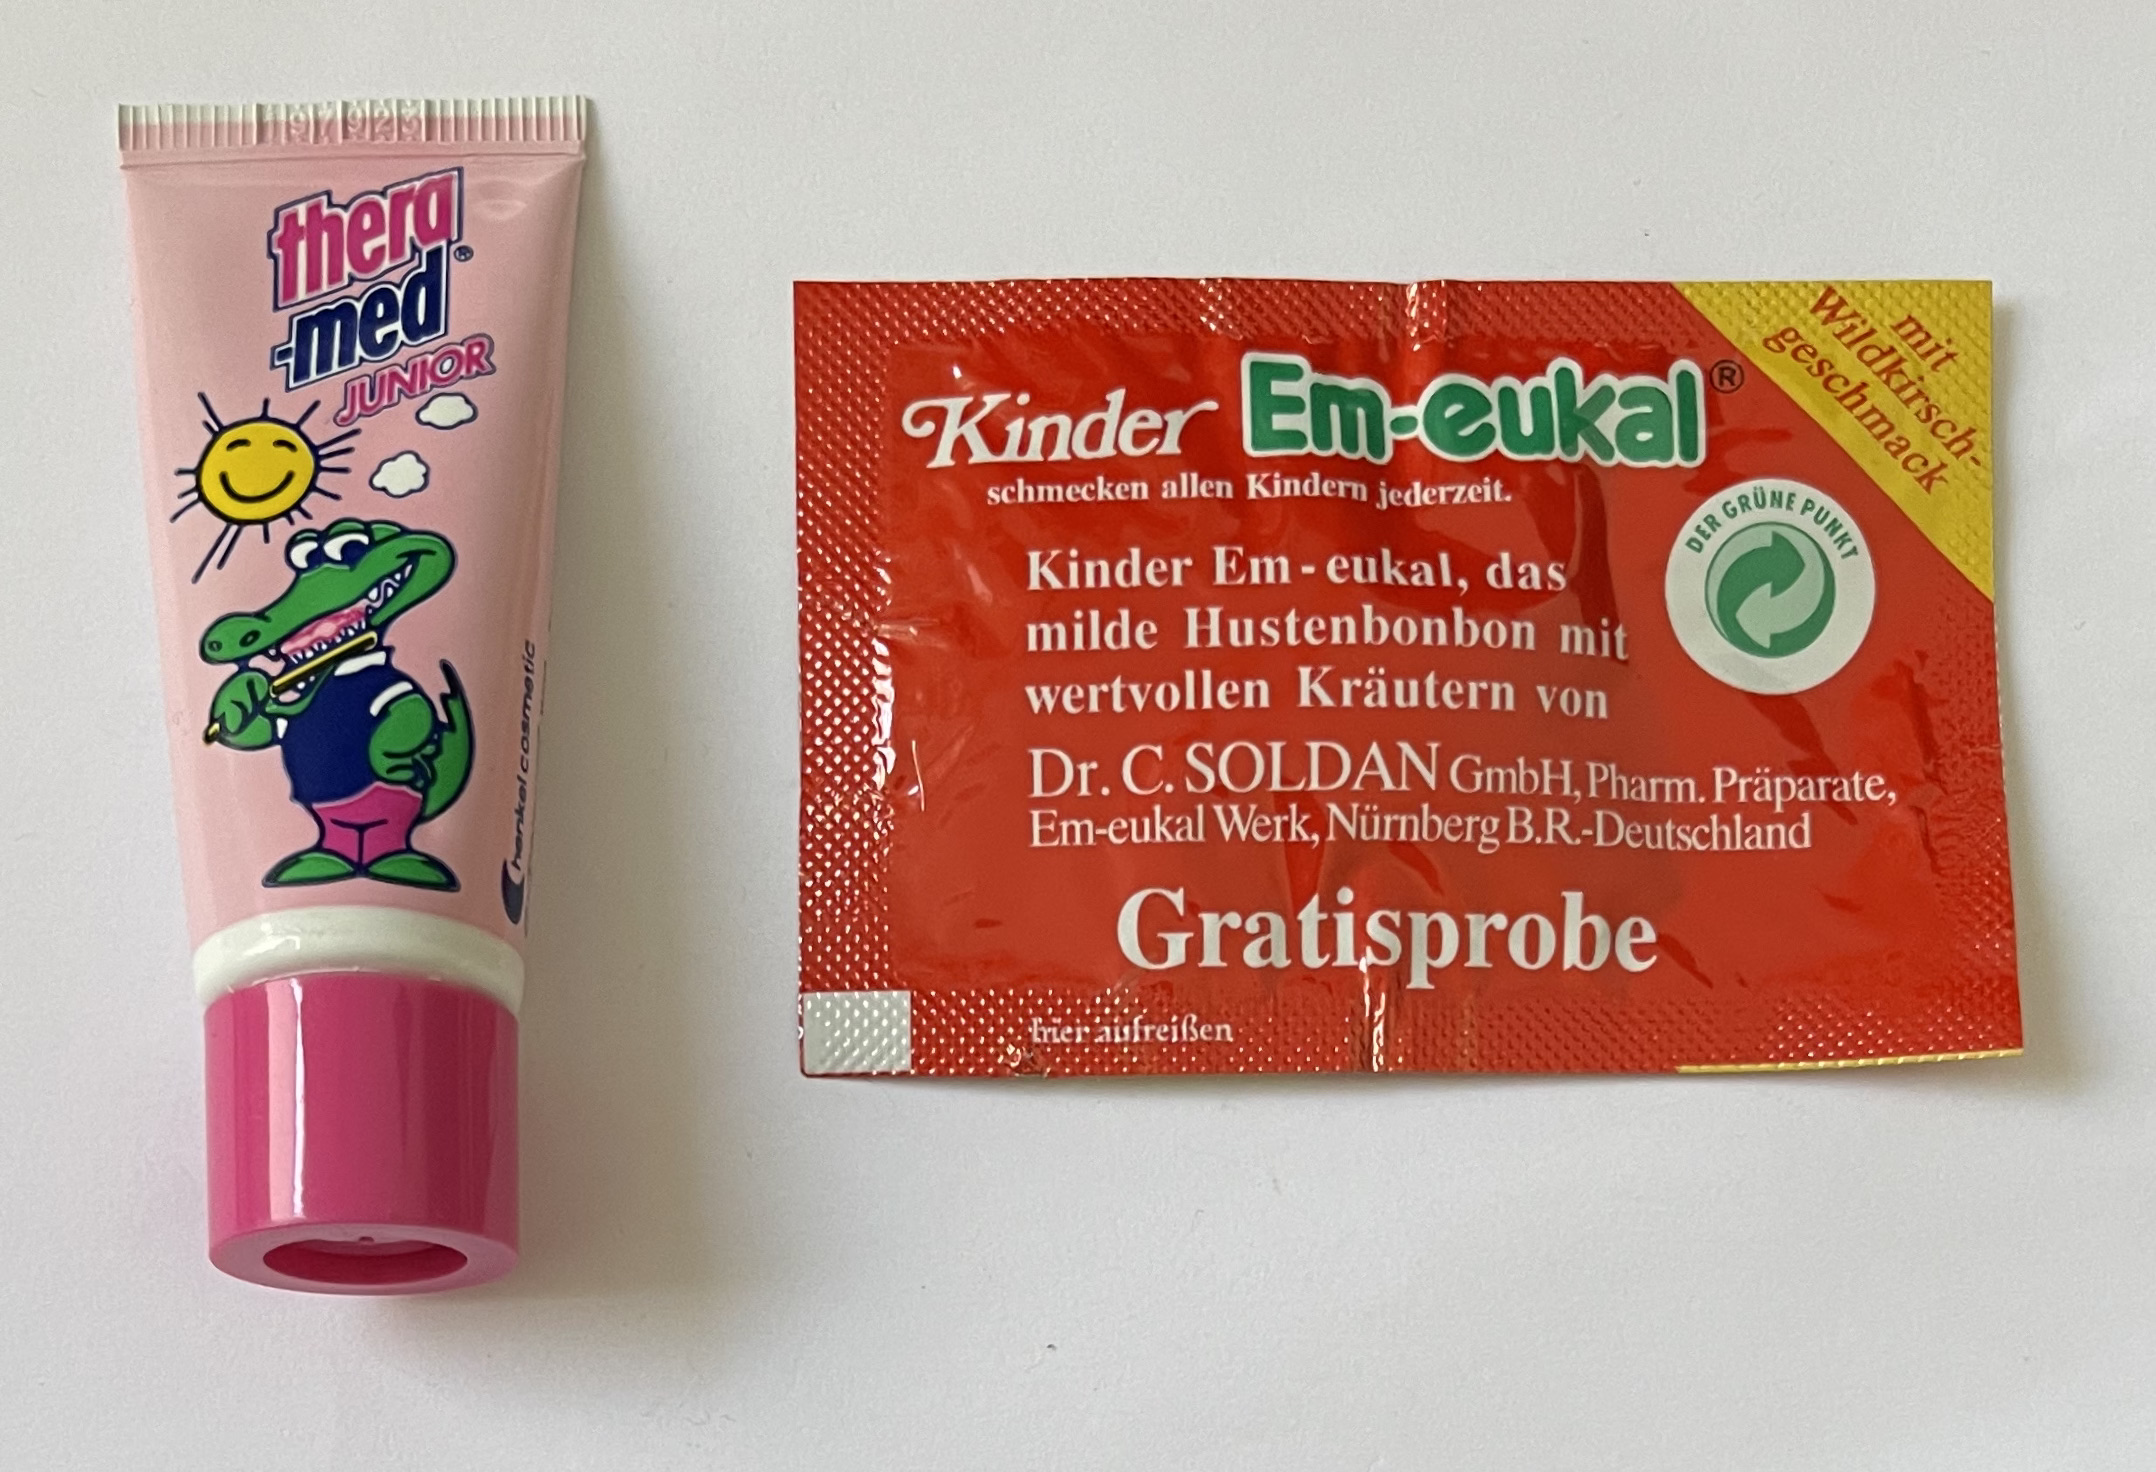 thera
-med®
JUNIOR
henkel cosmetic
mit
Wildkirsch-
geschmack
Kinder Em-eukal®
schmecken allen Kindern jederzeit.
DER GRÜNE PUNKT
Kinder Em-eukal, das
milde Hustenbonbon mit
wertvollen Kräutern von
Dr. C. SOLDAN GmbH, Pharm. Präparate,
Em-eukal Werk, Nürnberg B.R.-Deutschland
Gratisprobe
hier aufreißen